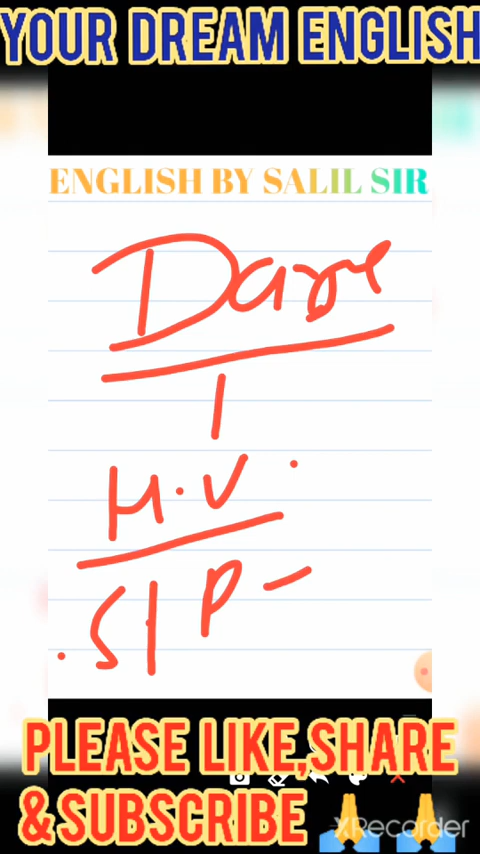 YOUR DREAM ENGLISH
ENGLISH BY SALIL SIR
Dare
M.V.
.S| P -
PLEASE LIKE,SHARE
&SUBSCRIBE 🙏 🙏
XRecorder